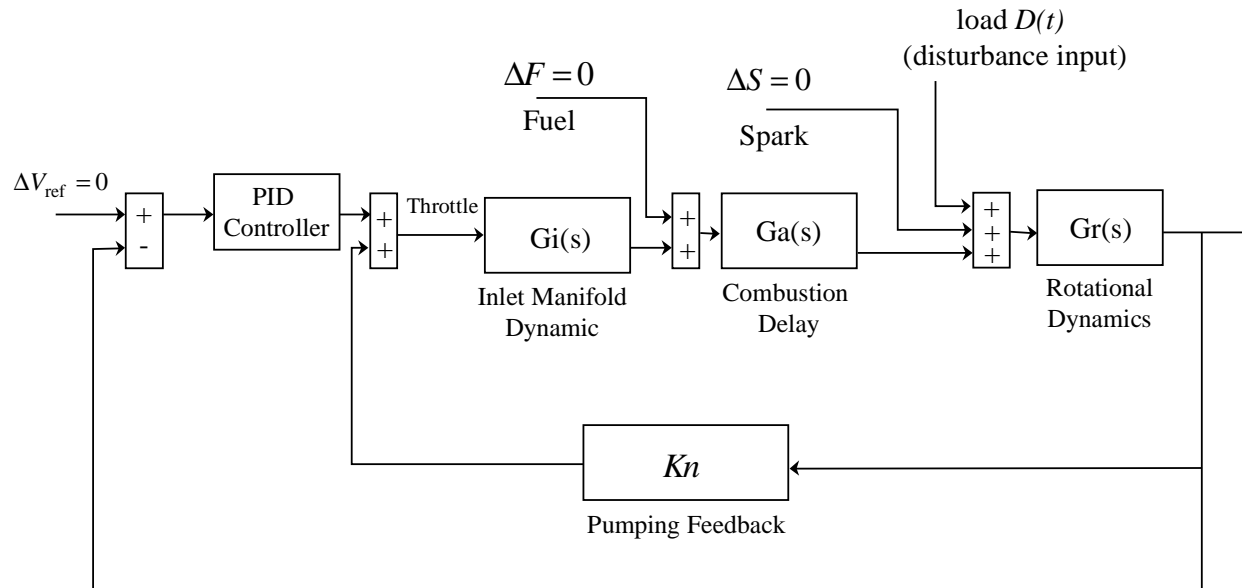 load D(t)
(disturbance input)
ΔF = 0
Fuel
ΔS = 0
Spark
ΔV_ref = 0
PID
Controller
+
-
+
+
Throttle
Gi(s)
Inlet Manifold
Dynamic
+
+
Ga(s)
Combustion
Delay
+
+
+
Gr(s)
Rotational
Dynamics
Kn
Pumping Feedback